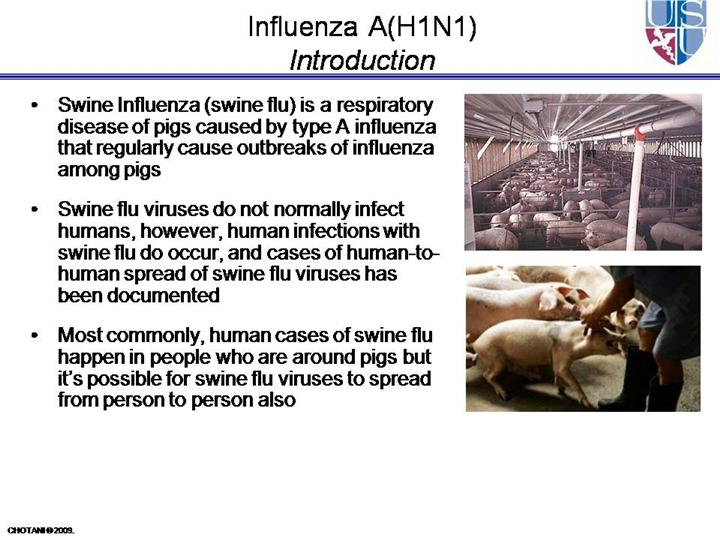 Influenza A(H1N1)
Introduction
• Swine Influenza (swine flu) is a respiratory
disease of pigs caused by type A influenza
that regularly cause outbreaks of influenza
among pigs
• Swine flu viruses do not normally infect
humans, however, human infections with
swine flu do occur, and cases of human-to-
human spread of swine flu viruses has
been documented
• Most commonly, human cases of swine flu
happen in people who are around pigs but
it's possible for swine flu viruses to spread
from person to person also
CHOTANI © 2009.